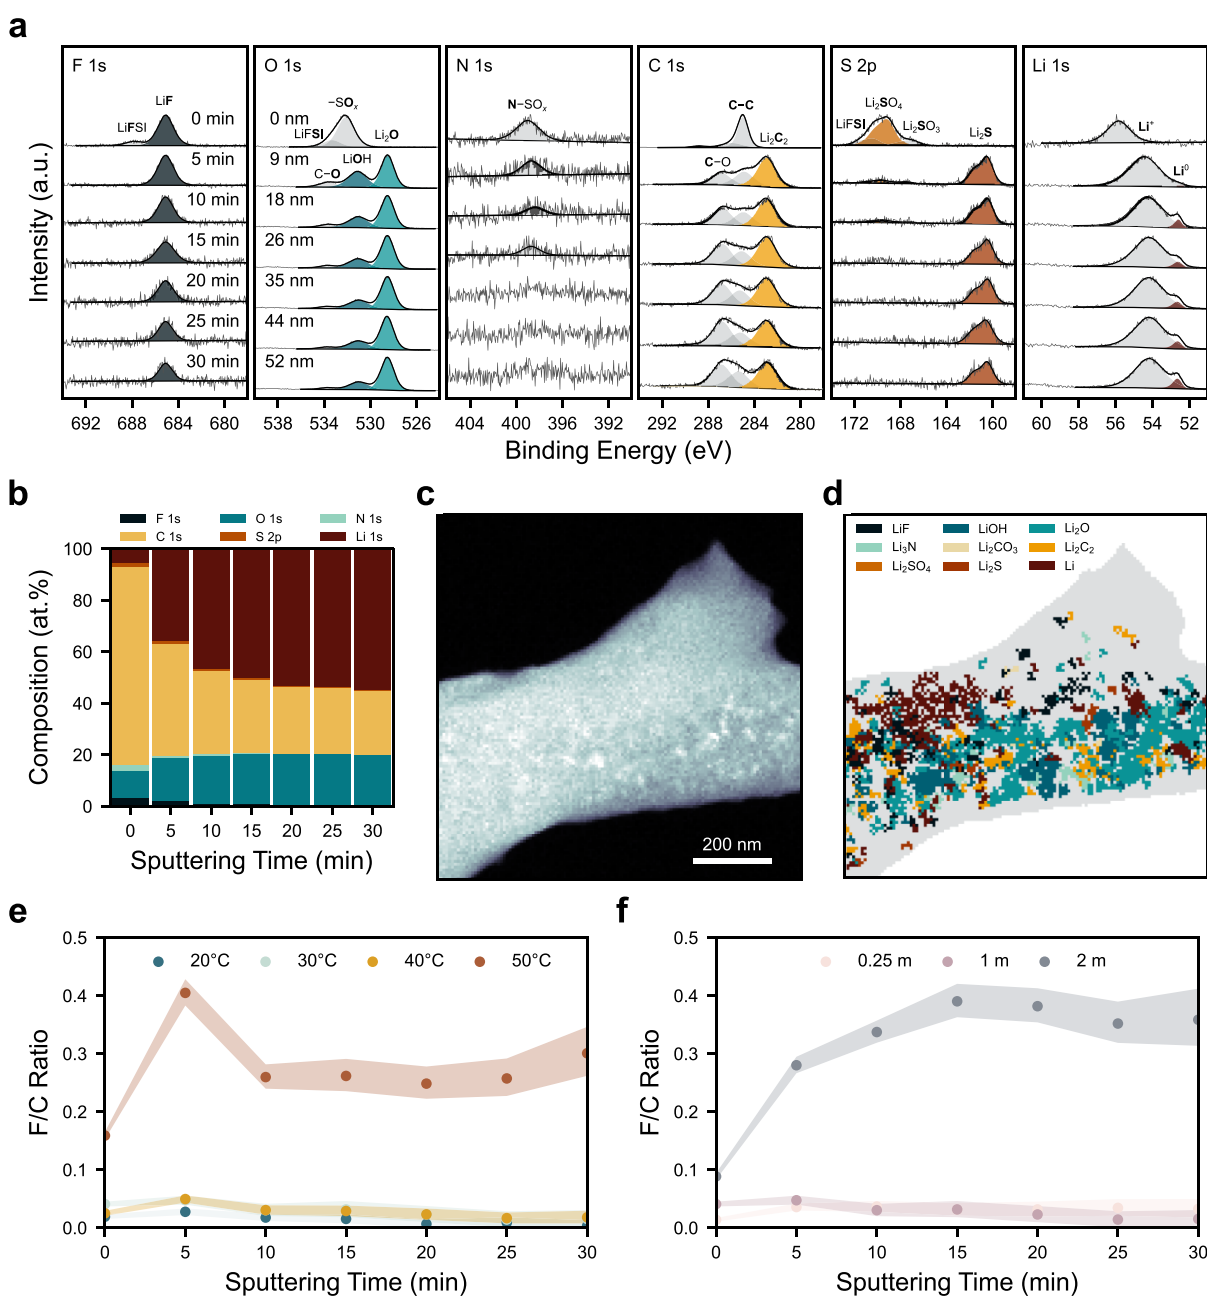 a
F 1s
O 1s
N 1s
C 1s
S 2p
Li 1s
LiFSI
LiF
0 min
5 min
10 min
15 min
20 min
25 min
30 min
−SOₓ
0 nm
LiFSI
Li₂O
9 nm
LiOH
C−O
18 nm
26 nm
35 nm
44 nm
52 nm
N−SOₓ
C−C
Li₂C₂
C−O
Li₂SO₄
LiFSI
Li₂SO₃
Li₂S
Li⁺
Li⁰
Intensity (a.u.)
692 688 684 680
538 534 530 526
404 400 396 392
292 288 284 280
172 168 164 160
60 58 56 54 52
Binding Energy (eV)
b
F 1s O 1s N 1s
C 1s S 2p Li 1s
Composition (at.%)
100
80
60
40
20
0
0 5 10 15 20 25 30
Sputtering Time (min)
c
200 nm
d
LiF LiOH Li₂O
Li₃N Li₂CO₃ Li₂C₂
Li₂SO₄ Li₂S Li
e
20°C 30°C 40°C 50°C
F/C Ratio
0.5
0.4
0.3
0.2
0.1
0.0
0 5 10 15 20 25 30
Sputtering Time (min)
f
0.25 m 1 m 2 m
F/C Ratio
0.5
0.4
0.3
0.2
0.1
0.0
0 5 10 15 20 25 30
Sputtering Time (min)